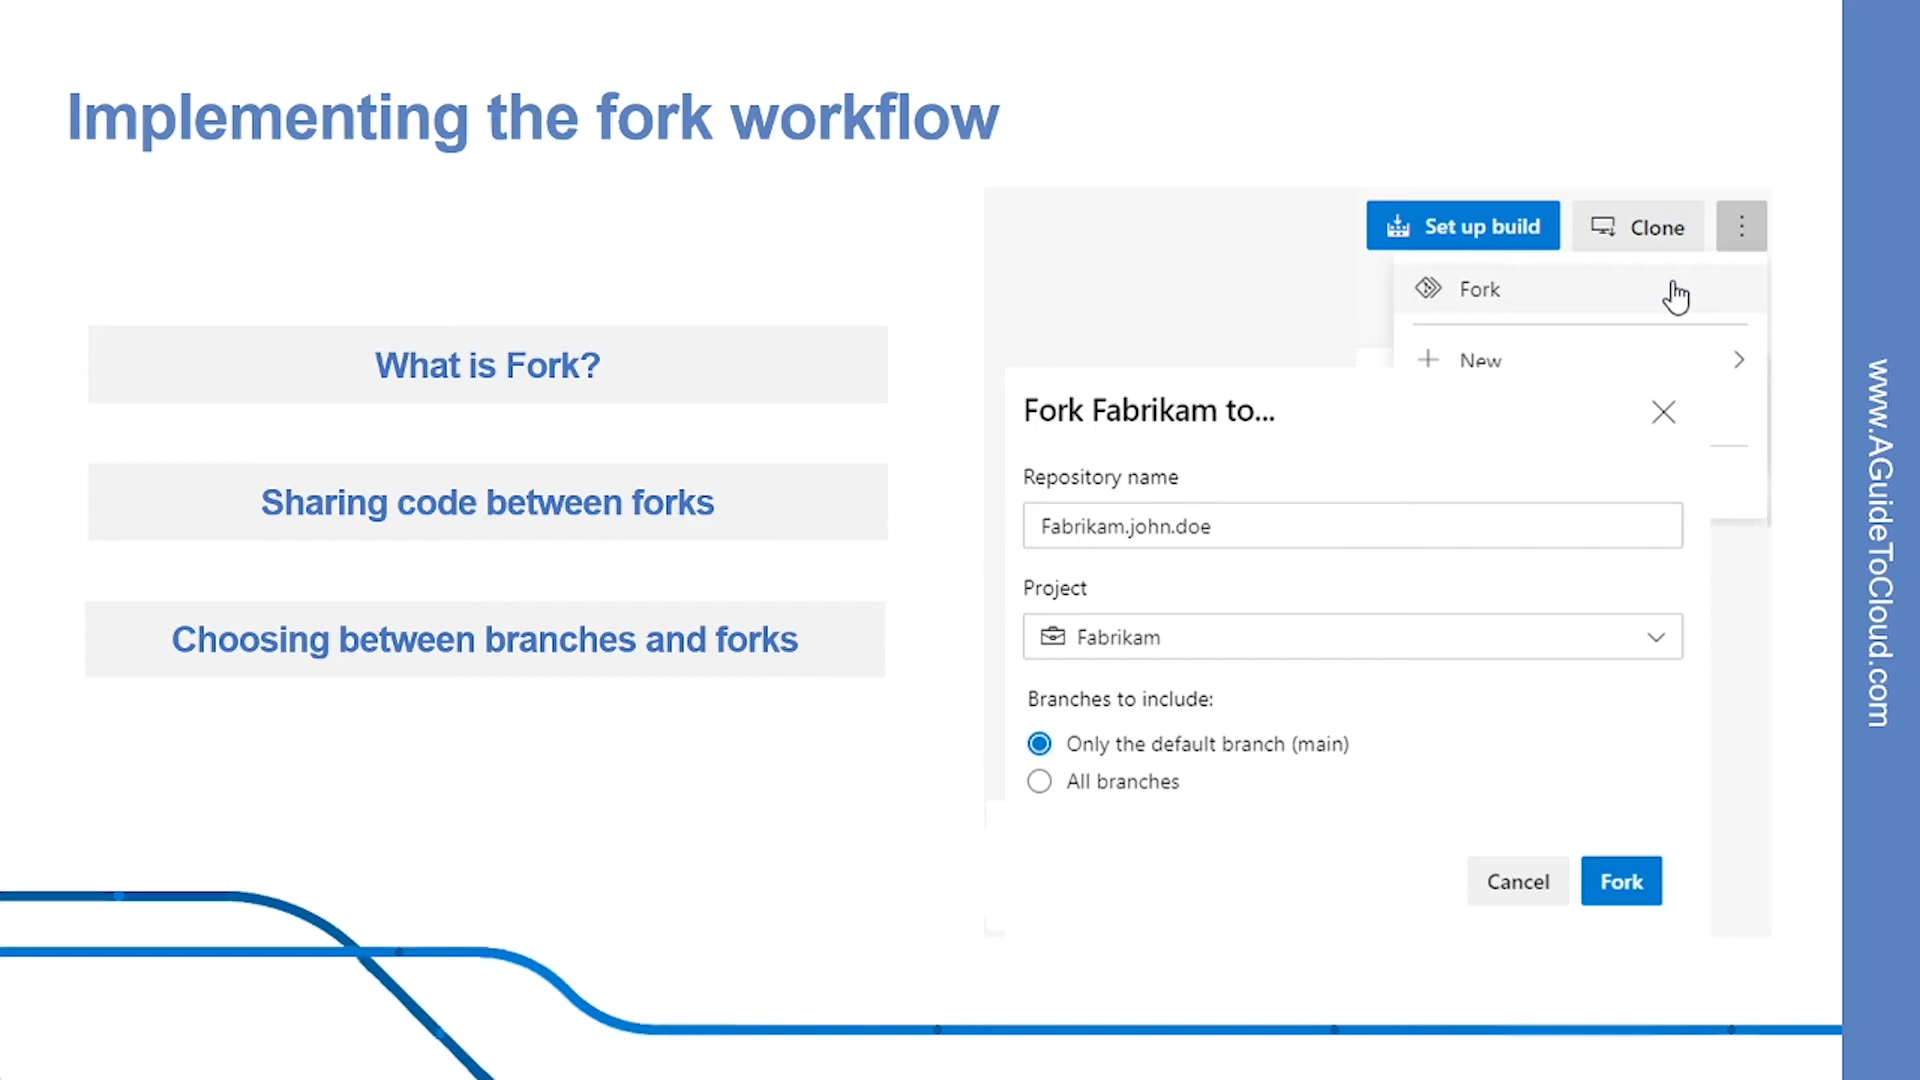 Implementing the fork workflow
What is Fork?
Sharing code between forks
Choosing between branches and forks
Set up build
Clone
Fork
New
Fork Fabrikam to...
Repository name
Fabrikam.john.doe
Project
Fabrikam
Branches to include:
Only the default branch (main)
All branches
Cancel
Fork
www.AGuideToCloud.com